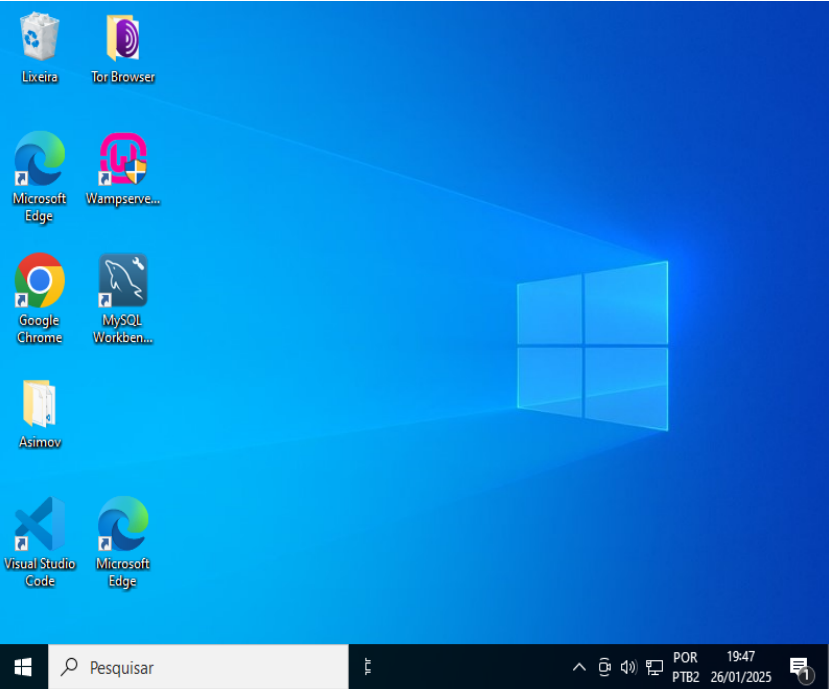 Lixeira
Tor Browser
Microsoft
Edge
Wampserve...
Google
Chrome
MySQL
Workben...
Asimov
Visual Studio
Code
Microsoft
Edge
Pesquisar
POR
PTB2
19:47
26/01/2025
1